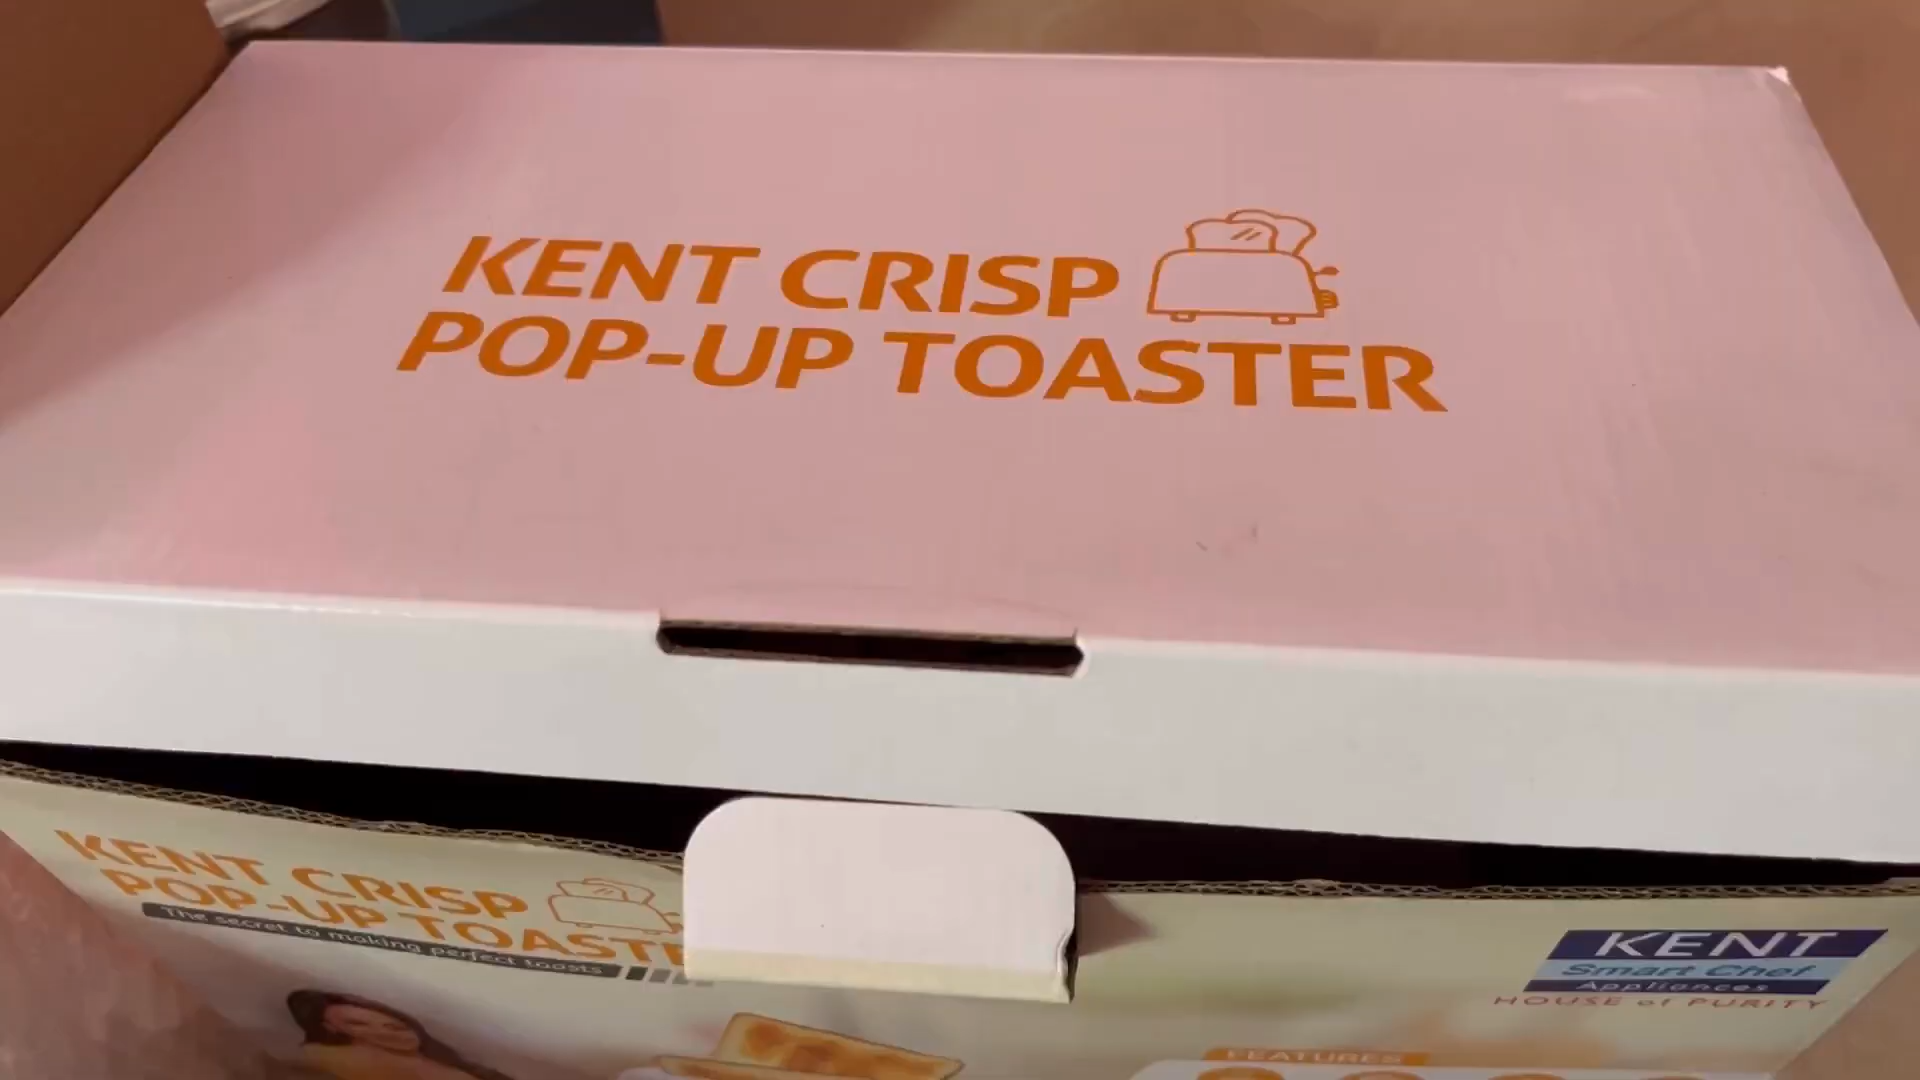 KENT CRISP
POP-UP TOASTER
KENT CRISP
POP-UP TOASTE
The secret to making perfect toasts
KENT
Smart Chef
Appliances
HOUSE of PURITY
FEATURES